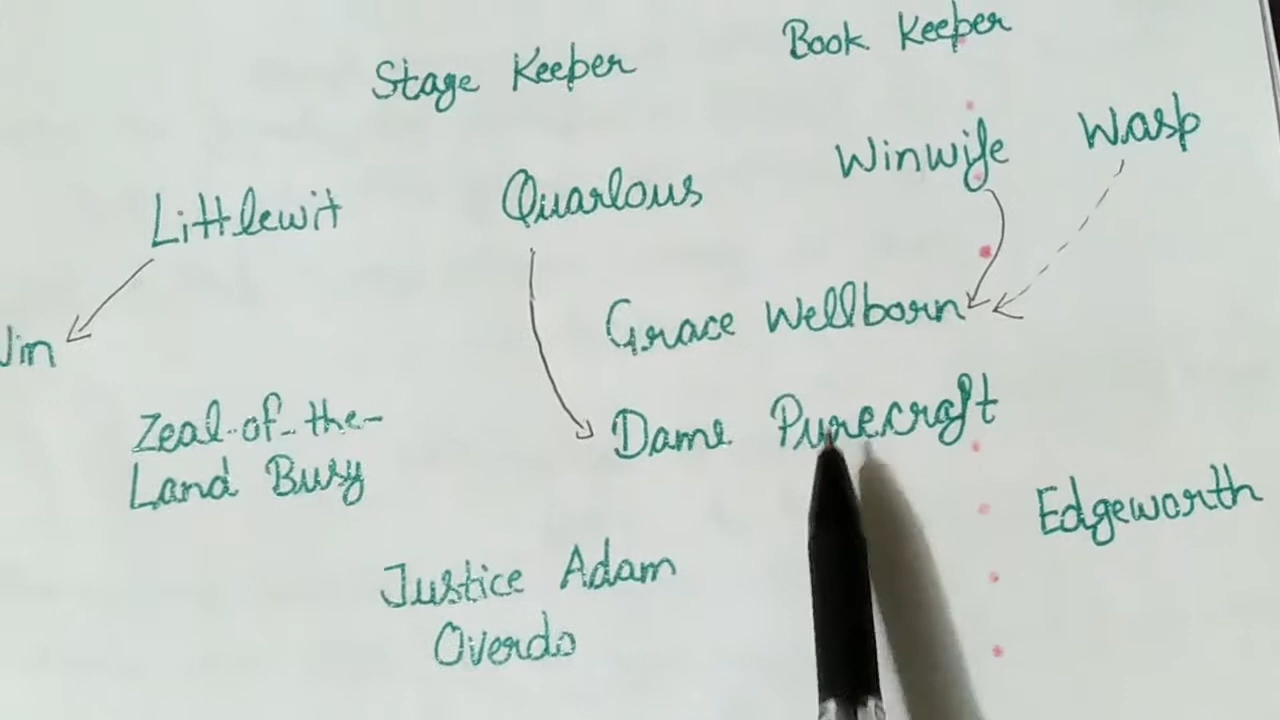 Stage Keeper
Book Keeper
Littlewit
Quarlous
Winwife
Wasp
Grace Wellborn
Zeal-of-the-
Land Busy
Dame Purecraft
Edgeworth
Justice Adam
Overdo